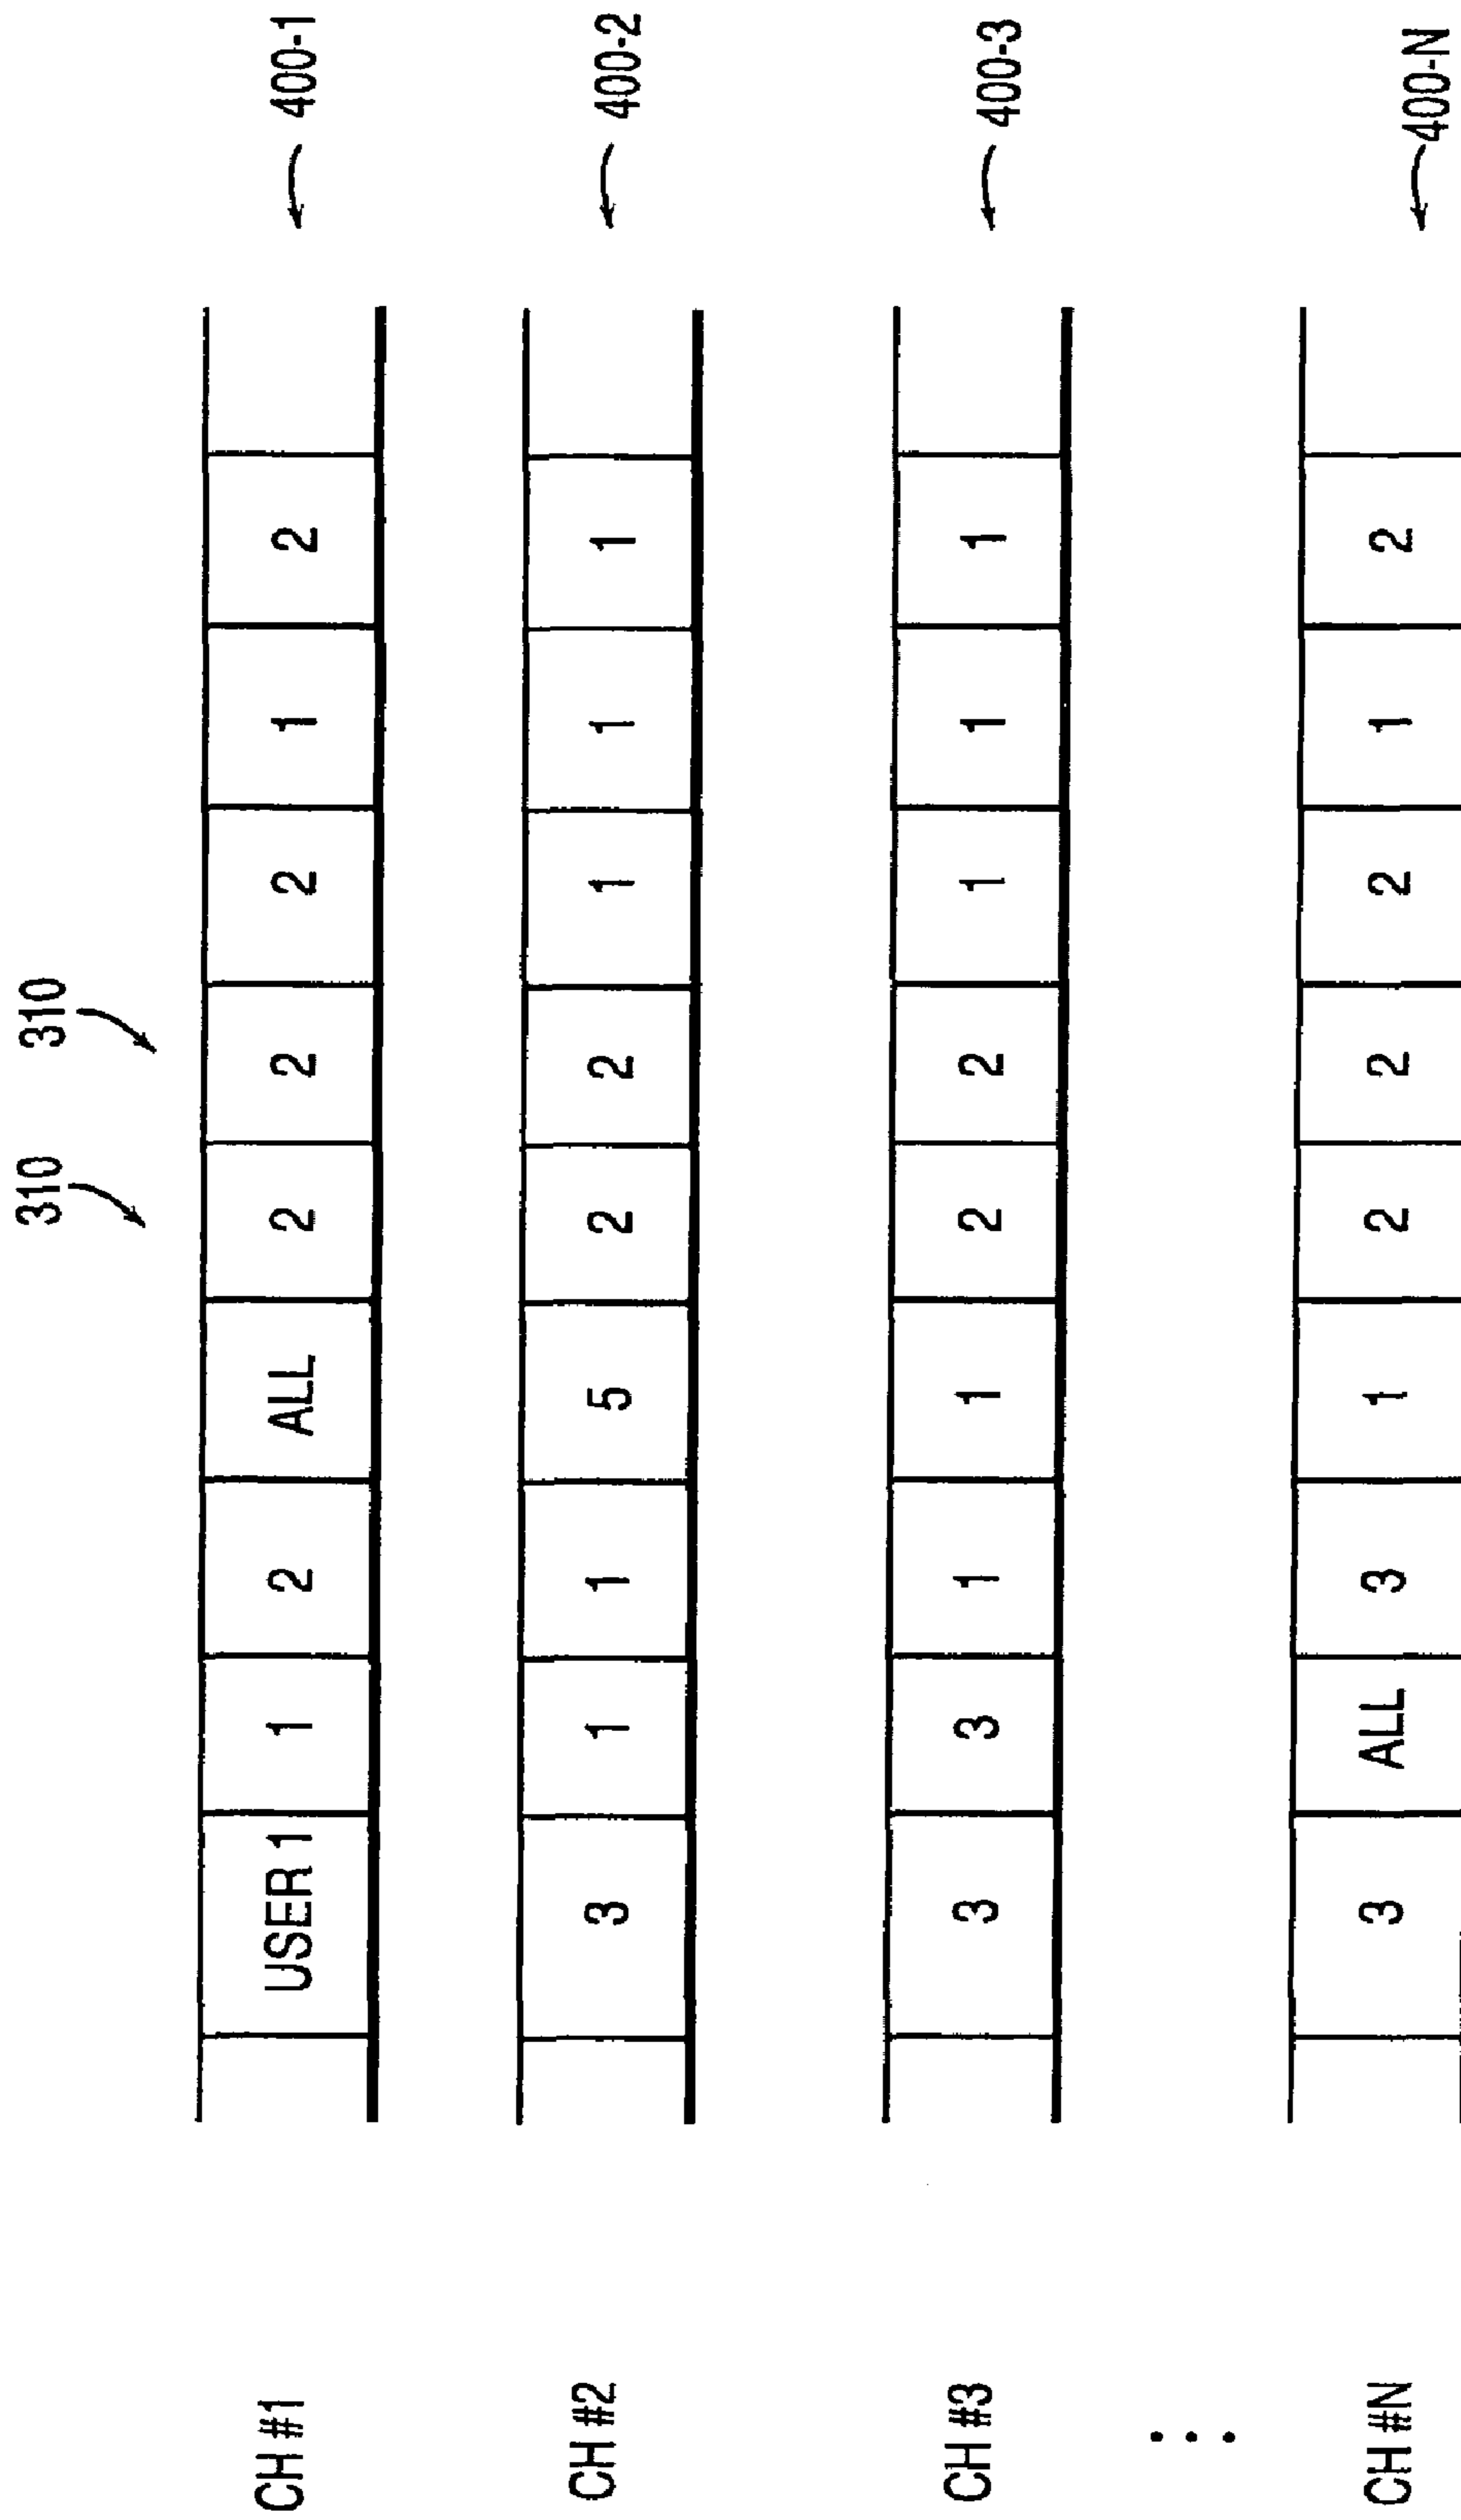 310 310
CH #1 USER 1 1 2 ALL 2 2 2 1 2 400-1
CH #2 3 1 1 5 2 2 1 1 1 400-2
CH #3 3 3 1 1 2 2 1 1 1 400-3
CH #N 3 ALL 3 1 2 2 2 1 2 400-N